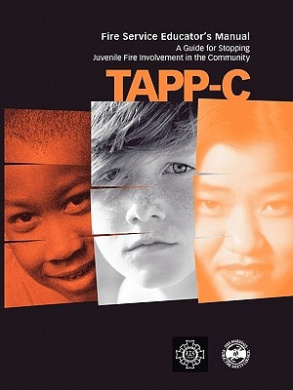 Fire Service Educator's Manual
A Guide for Stopping
Juvenile Fire Involvement in the Community
TAPP-C